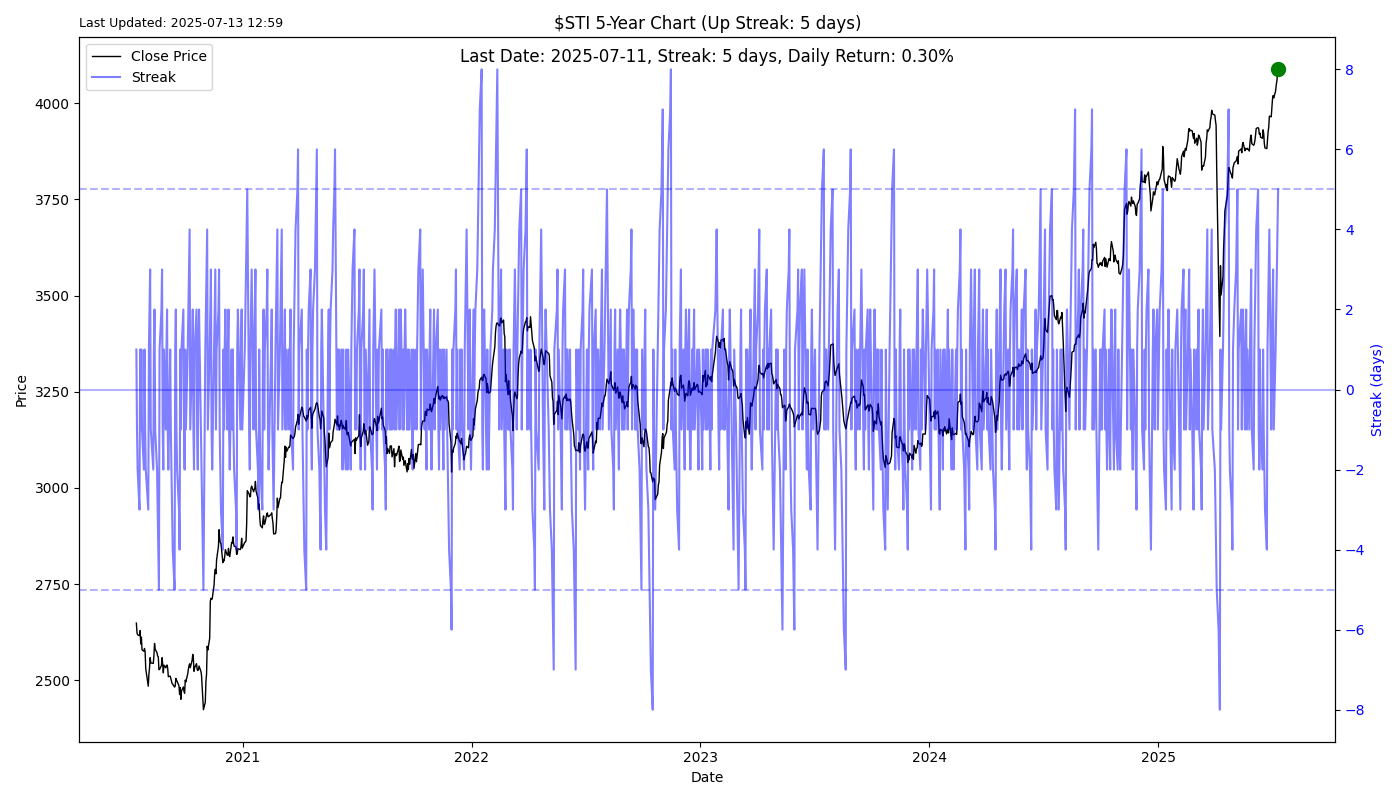 Last Updated: 2025-07-13 12:59
$STI 5-Year Chart (Up Streak: 5 days)
Last Date: 2025-07-11, Streak: 5 days, Daily Return: 0.30%
Close Price
Streak
Price
4000
3750
3500
3250
3000
2750
2500
8
6
4
2
0
−2
−4
−6
−8
Streak (days)
2021
2022
2023
2024
2025
Date